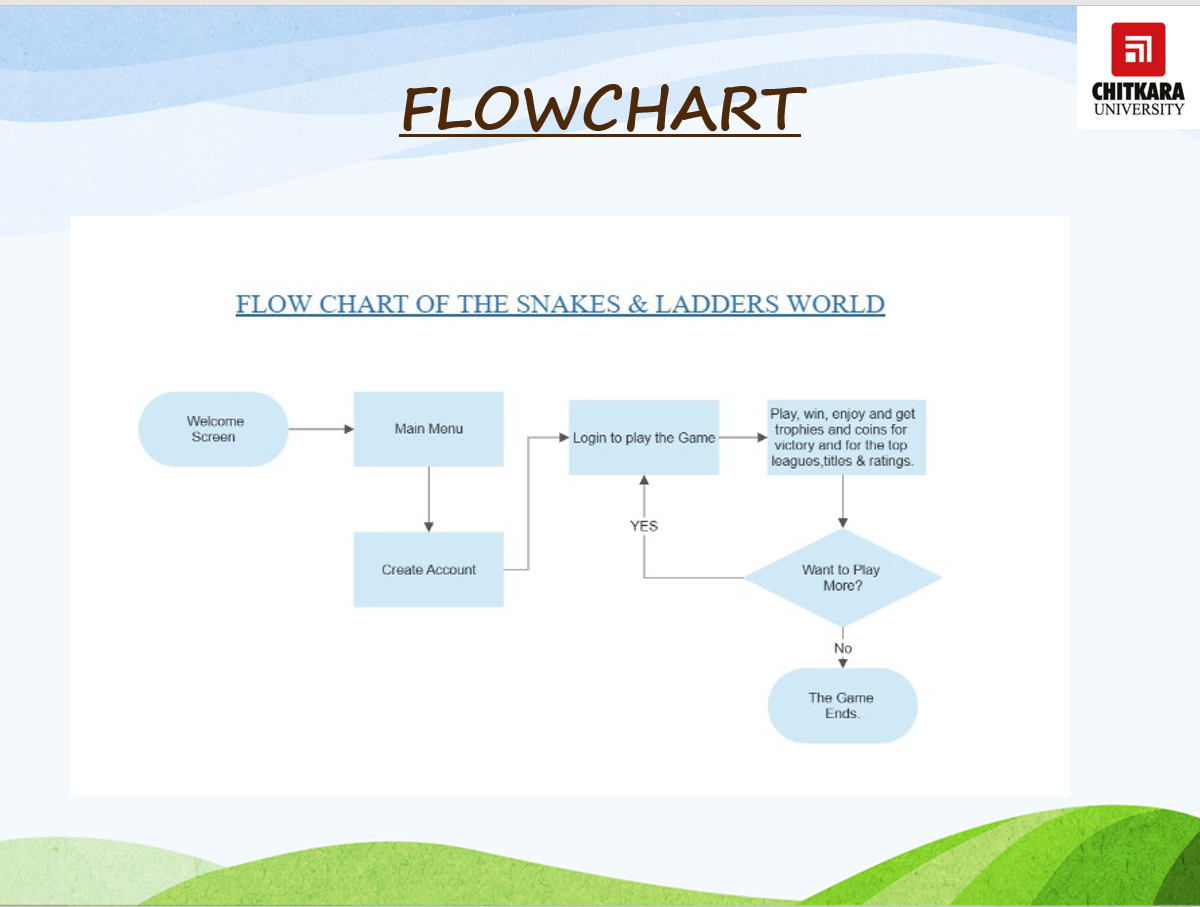 FLOWCHART
CHITKARA
UNIVERSITY
FLOW CHART OF THE SNAKES & LADDERS WORLD
Welcome
Screen
Main Menu
Create Account
Login to play the Game
Play, win, enjoy and get
trophies and coins for
victory and for the top
leagues,titles & ratings.
YES
Want to Play
More?
No
The Game
Ends.